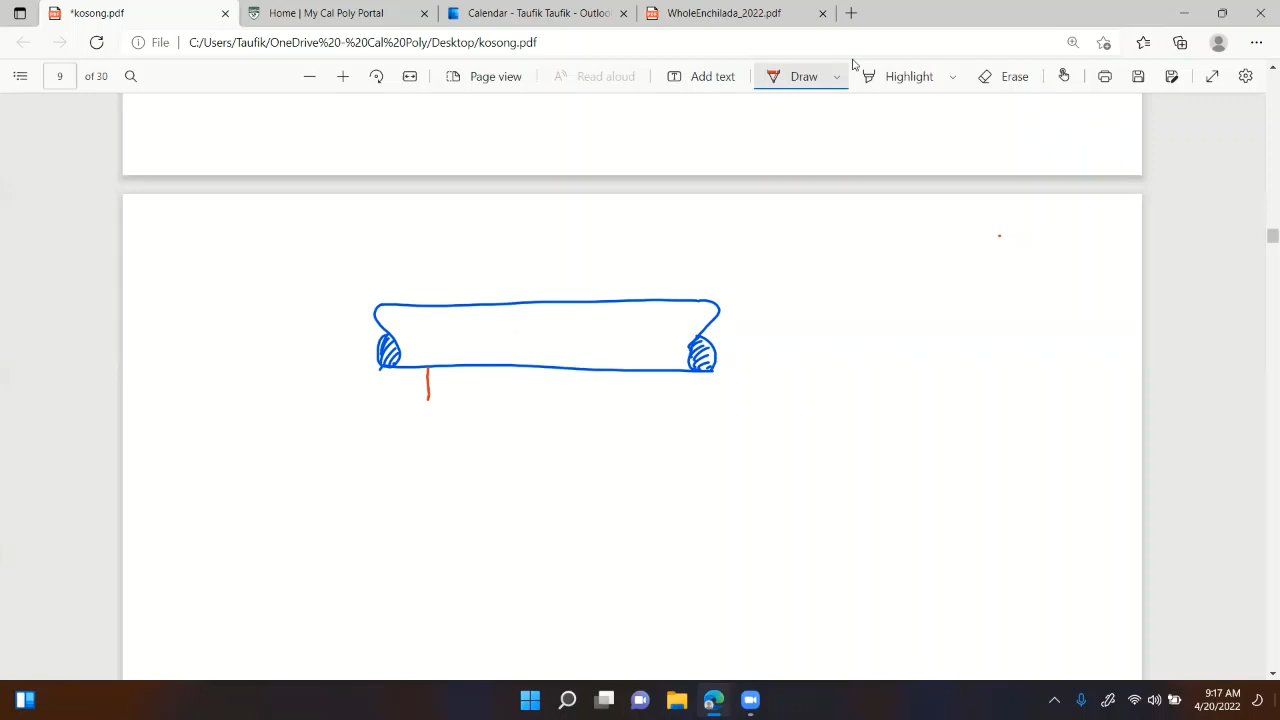 *kosong.pdf
Home | My Cal Poly Portal
Calendar - Taufik Taufik - Outloo
WholeEnchilada_2022.pdf
File | C:/Users/Taufik/OneDrive%20-%20Cal%20Poly/Desktop/kosong.pdf
9 of 30
Page view
Read aloud
Add text
Draw
Highlight
Erase
9:17 AM
4/20/2022